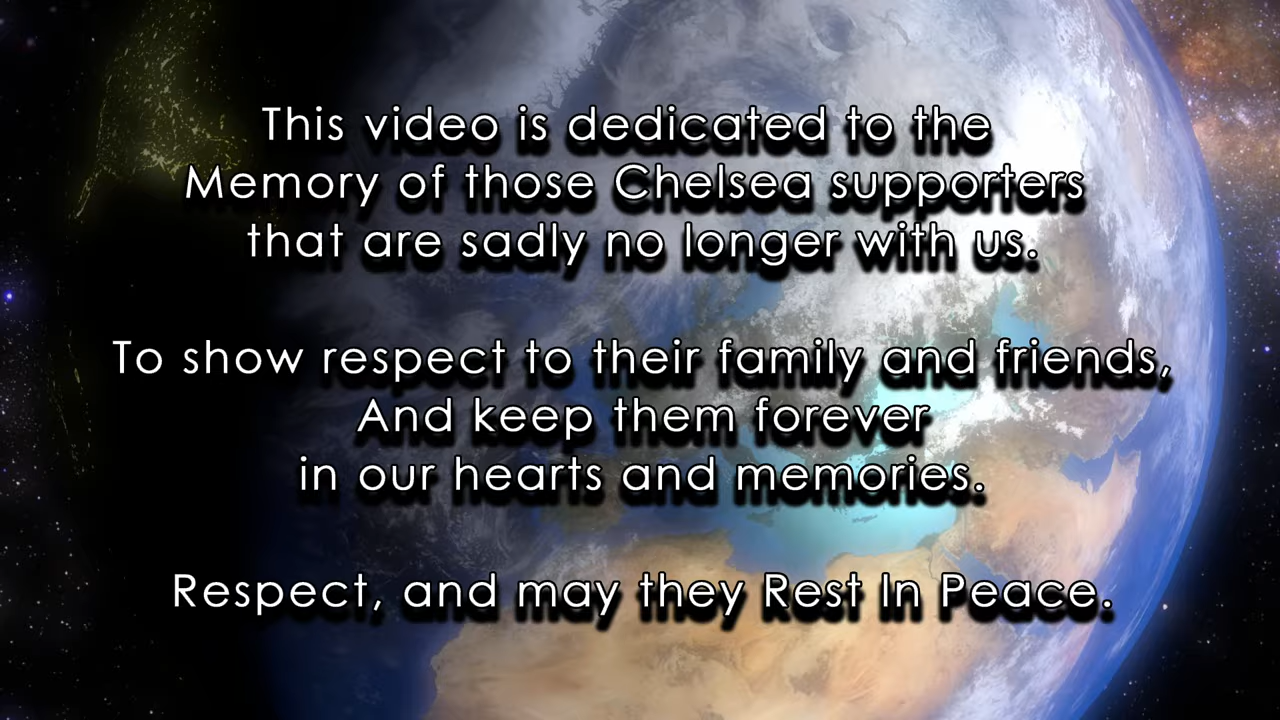 This video is dedicated to the
Memory of those Chelsea supporters
that are sadly no longer with us.
To show respect to their family and friends,
And keep them forever
in our hearts and memories.
Respect, and may they Rest In Peace.